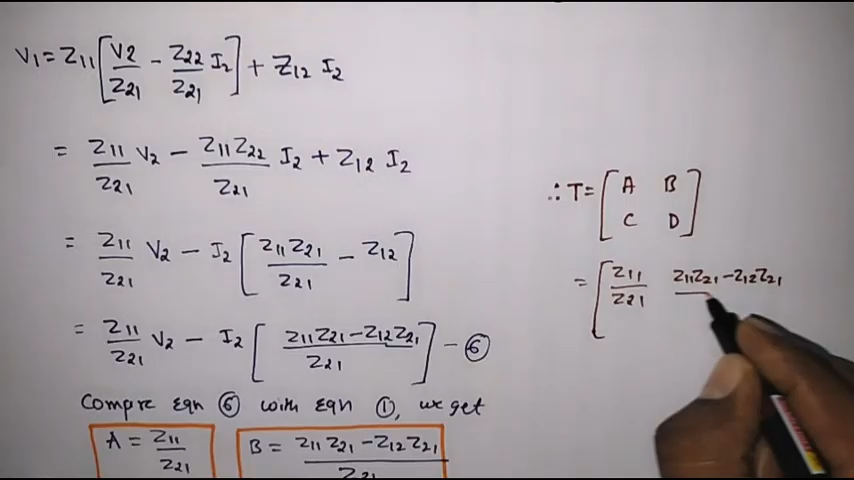 V1 = Z11 [ V2/Z21 - Z22/Z21 I2 ] + Z12 I2
= Z11/Z21 V2 - Z11Z22/Z21 I2 + Z12 I2
= Z11/Z21 V2 - I2 [ Z11Z21/Z21 - Z12 ]
= Z11/Z21 V2 - I2 [ Z11Z21-Z12Z21/Z21 ] - ⑥
Compre Eqn ⑥ with Eqn ①, we get
A = Z11/Z21
B = Z11Z21-Z12Z21/Z21
∴ T = [ A B
C D ]
= [ Z11/Z21 Z11Z21-Z12Z21